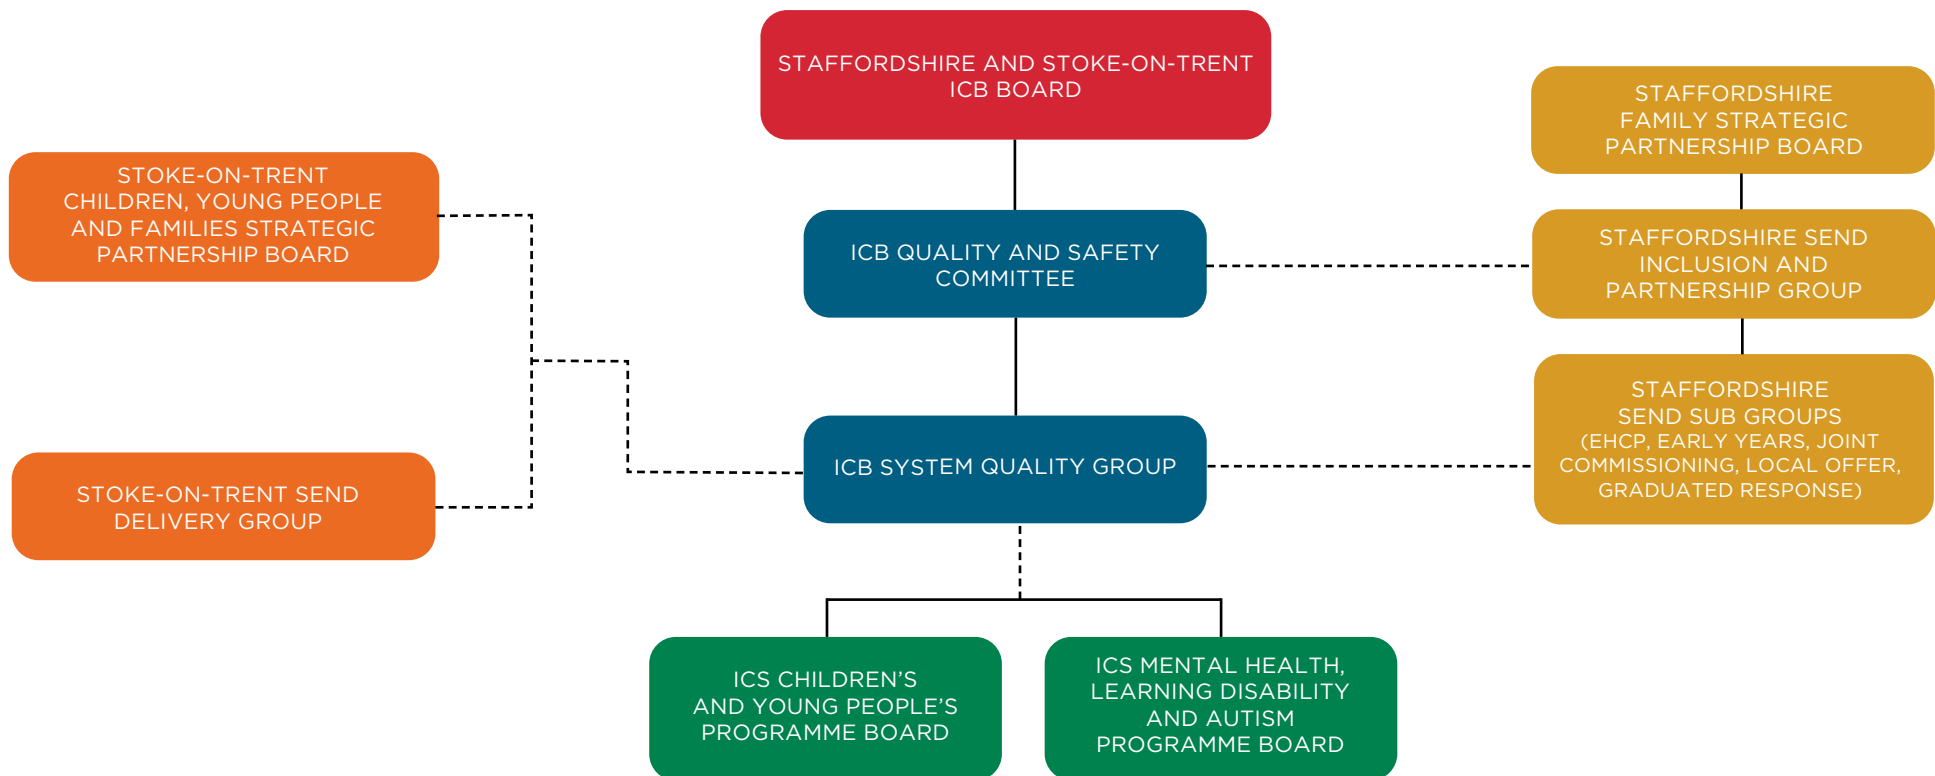 STAFFORDSHIRE AND STOKE-ON-TRENT
ICB BOARD
STAFFORDSHIRE
FAMILY STRATEGIC
PARTNERSHIP BOARD
STOKE-ON-TRENT
CHILDREN, YOUNG PEOPLE
AND FAMILIES STRATEGIC
PARTNERSHIP BOARD
ICB QUALITY AND SAFETY
COMMITTEE
STAFFORDSHIRE SEND
INCLUSION AND
PARTNERSHIP GROUP
STAFFORDSHIRE
SEND SUB GROUPS
(EHCP, EARLY YEARS, JOINT
COMMISSIONING, LOCAL OFFER,
GRADUATED RESPONSE)
ICB SYSTEM QUALITY GROUP
STOKE-ON-TRENT SEND
DELIVERY GROUP
ICS CHILDREN’S
AND YOUNG PEOPLE’S
PROGRAMME BOARD
ICS MENTAL HEALTH,
LEARNING DISABILITY
AND AUTISM
PROGRAMME BOARD